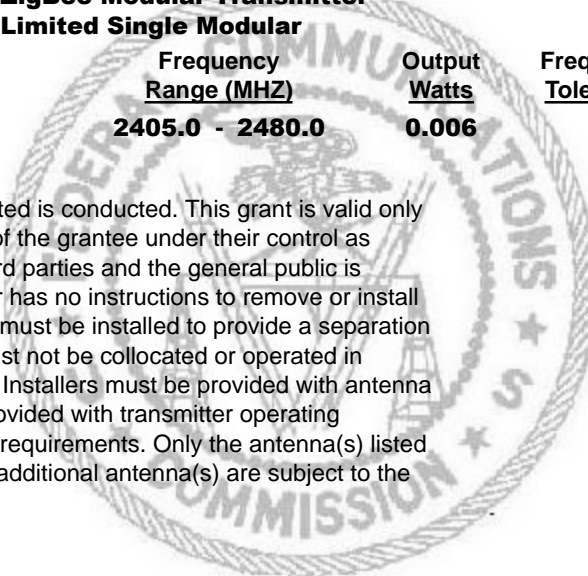 ZigBee Modular Transmitter
Limited Single Modular
Frequency Output Freq
Range (MHZ) Watts Tole
2405.0 - 2480.0 0.006
ted is conducted. This grant is valid only
of the grantee under their control as
rd parties and the general public is
r has no instructions to remove or install
must be installed to provide a separation
st not be collocated or operated in
Installers must be provided with antenna
ovided with transmitter operating
requirements. Only the antenna(s) listed
additional antenna(s) are subject to the
FEDERAL COMMUNICATIONS COMMISSION